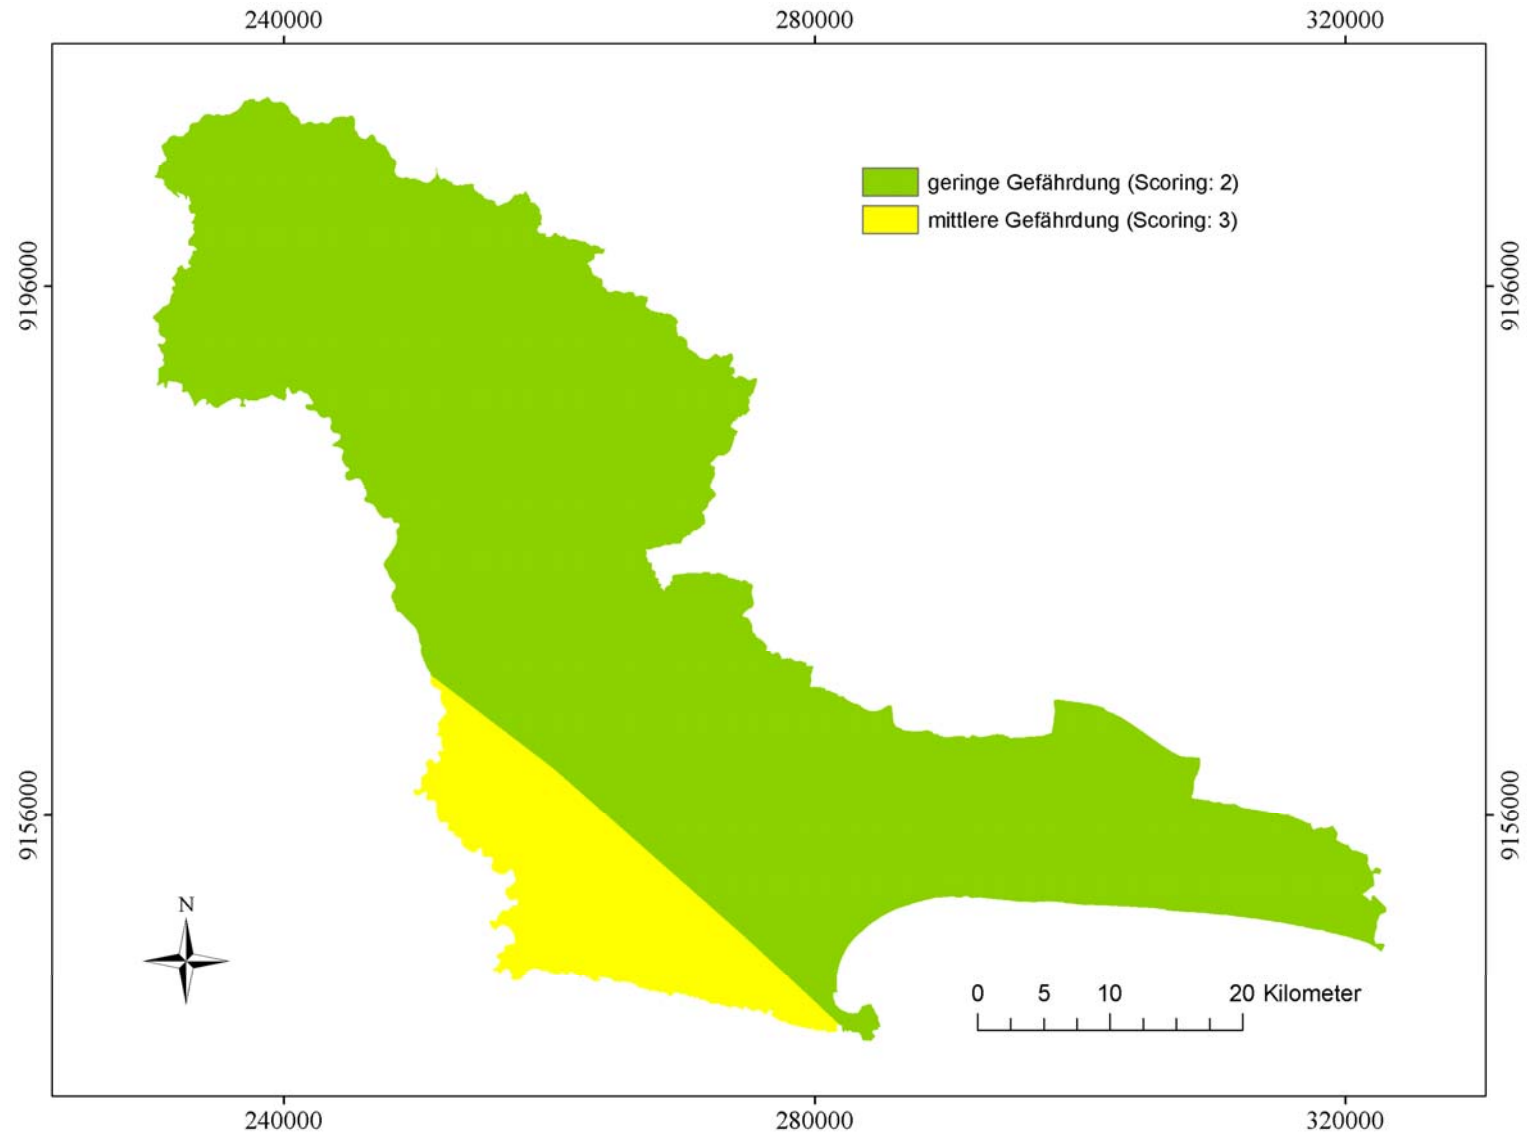 240000 280000 320000
geringe Gefährdung (Scoring: 2)
mittlere Gefährdung (Scoring: 3)
9196000 9196000
9156000 9156000
N
0 5 10 20 Kilometer
240000 280000 320000